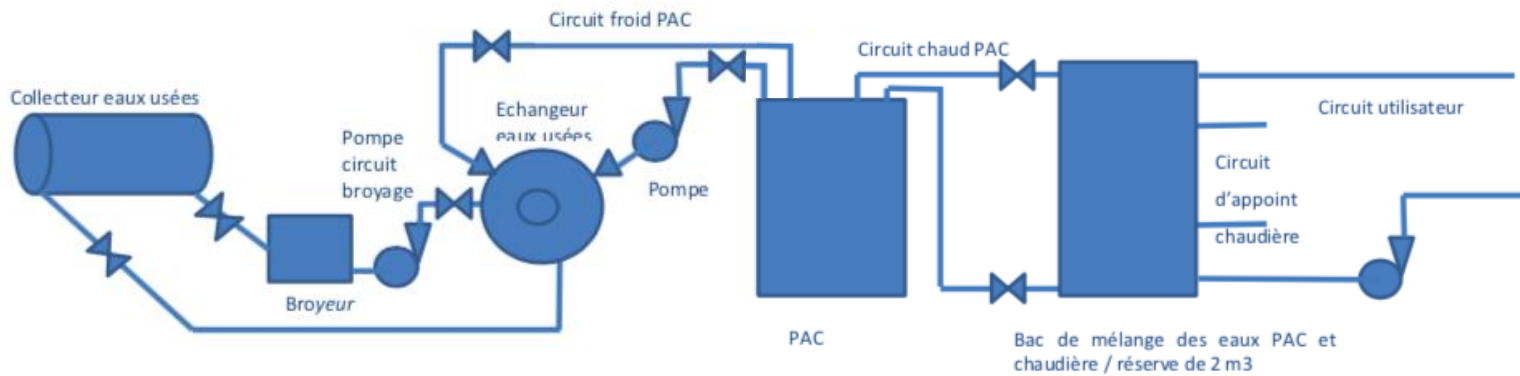 Circuit froid PAC
Circuit chaud PAC
Collecteur eaux usées
Echangeur
eaux usées
Circuit utilisateur
Pompe
circuit
broyage
Circuit
d’appoint
chaudière
Pompe
Broyeur
PAC
Bac de mélange des eaux PAC et
chaudière / réserve de 2 m3